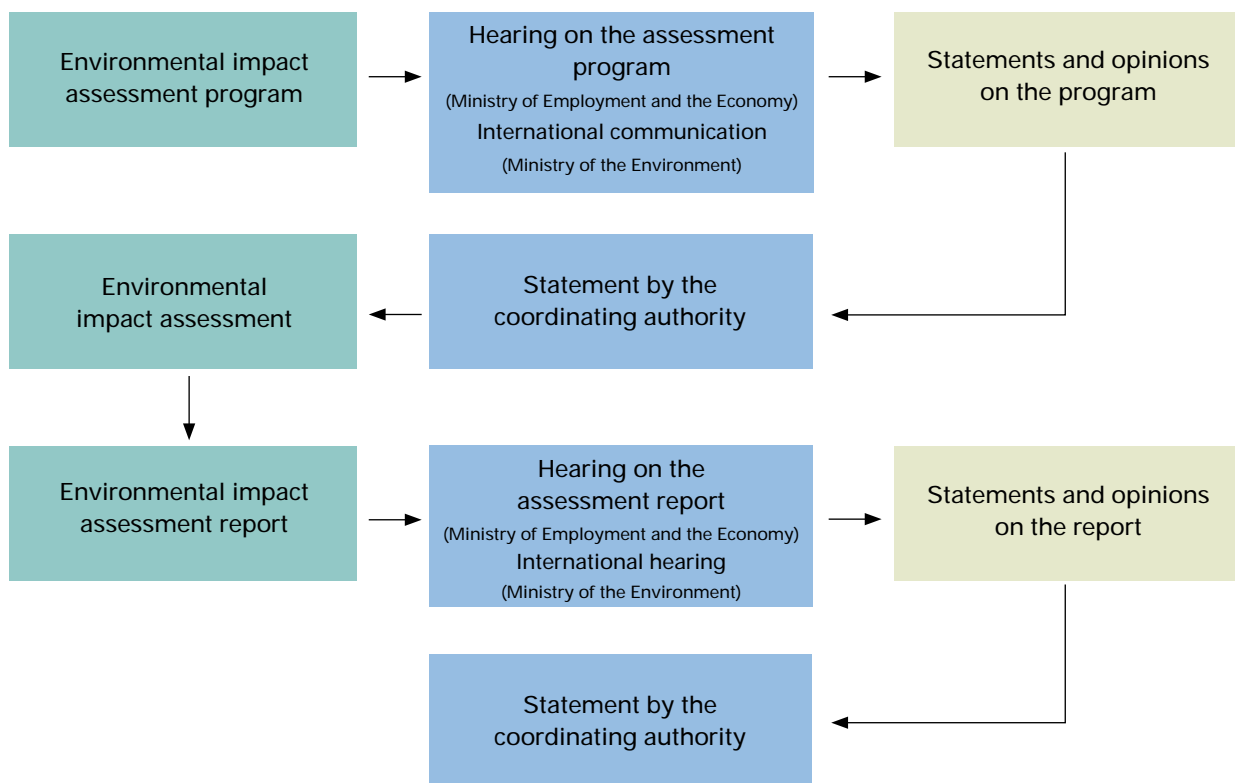 Environmental impact
assessment program
Hearing on the assessment
program
(Ministry of Employment and the Economy)
International communication
(Ministry of the Environment)
Statements and opinions
on the program
Environmental
impact assessment
Statement by the
coordinating authority
Environmental impact
assessment report
Hearing on the
assessment report
(Ministry of Employment and the Economy)
International hearing
(Ministry of the Environment)
Statements and opinions
on the report
Statement by the
coordinating authority